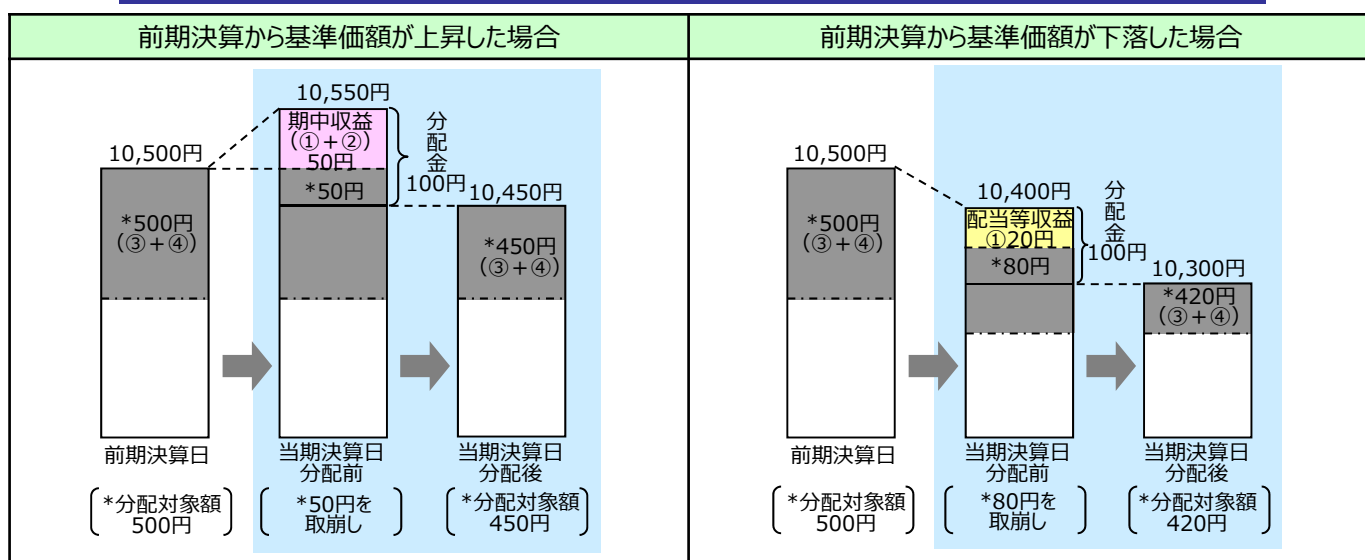 前期決算から基準価額が上昇した場合
10,500円
*500円
(③+④)
前期決算日
*分配対象額
500円
10,550円
期中収益
(①+②)
50円
*50円
分配金
100円
当期決算日
分配前
*50円を
取崩し
10,450円
*450円
(③+④)
当期決算日
分配後
*分配対象額
450円
前期決算から基準価額が下落した場合
10,500円
*500円
(③+④)
前期決算日
*分配対象額
500円
10,400円
配当等収益
①20円
*80円
分配金
100円
当期決算日
分配前
*80円を
取崩し
10,300円
*420円
(③+④)
当期決算日
分配後
*分配対象額
420円